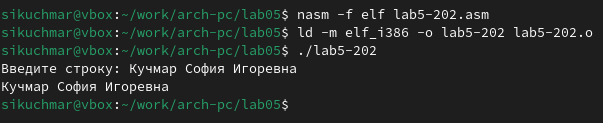 sikuchmar@vbox:~/work/arch-pc/lab05$ nasm -f elf lab5-202.asm
sikuchmar@vbox:~/work/arch-pc/lab05$ ld -m elf_i386 -o lab5-202 lab5-202.o
sikuchmar@vbox:~/work/arch-pc/lab05$ ./lab5-202
Введите строку: Кучмар София Игоревна
Кучмар София Игоревна
sikuchmar@vbox:~/work/arch-pc/lab05$